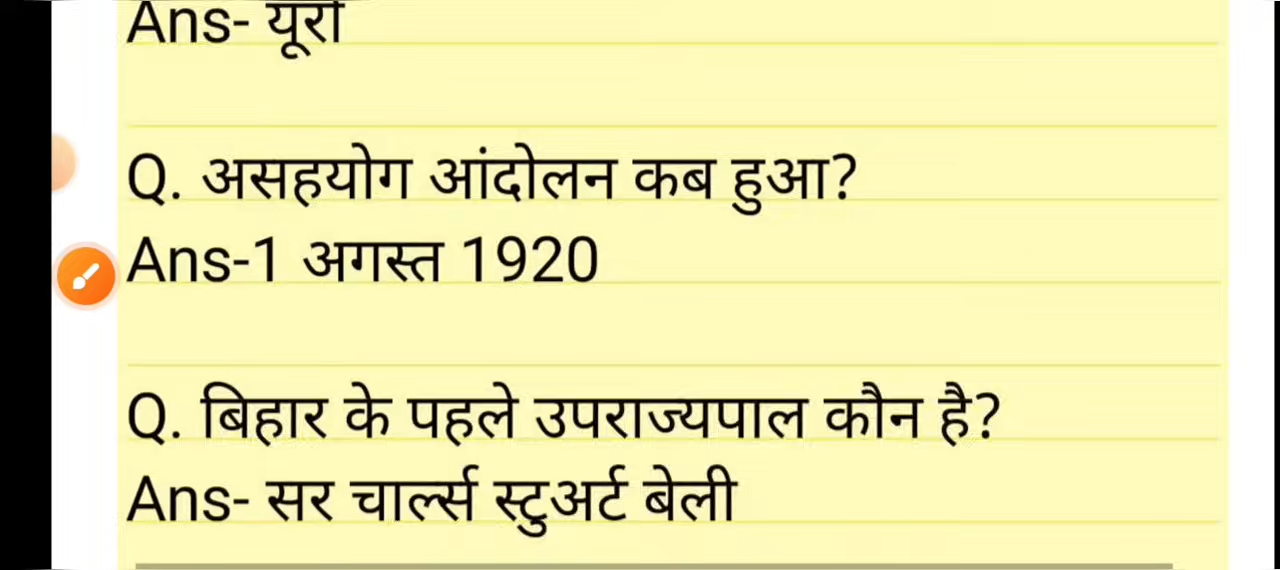 Ans- यूरो
Q. असहयोग आंदोलन कब हुआ?
Ans-1 अगस्त 1920
Q. बिहार के पहले उपराज्यपाल कौन है?
Ans- सर चार्ल्स स्टुअर्ट बेली